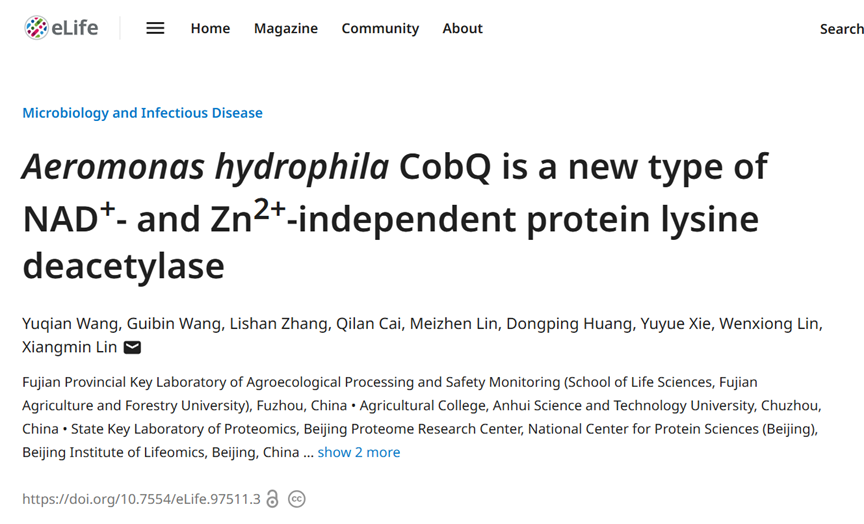 eLife
Home Magazine Community About Search
Microbiology and Infectious Disease
Aeromonas hydrophila CobQ is a new type of
NAD⁺- and Zn²⁺-independent protein lysine
deacetylase
Yuqian Wang, Guibin Wang, Lishan Zhang, Qilan Cai, Meizhen Lin, Dongping Huang, Yuyue Xie, Wenxiong Lin,
Xiangmin Lin
Fujian Provincial Key Laboratory of Agroecological Processing and Safety Monitoring (School of Life Sciences, Fujian
Agriculture and Forestry University), Fuzhou, China • Agricultural College, Anhui Science and Technology University, Chuzhou,
China • State Key Laboratory of Proteomics, Beijing Proteome Research Center, National Center for Protein Sciences (Beijing),
Beijing Institute of Lifeomics, Beijing, China ... show 2 more
https://doi.org/10.7554/eLife.97511.3 cc